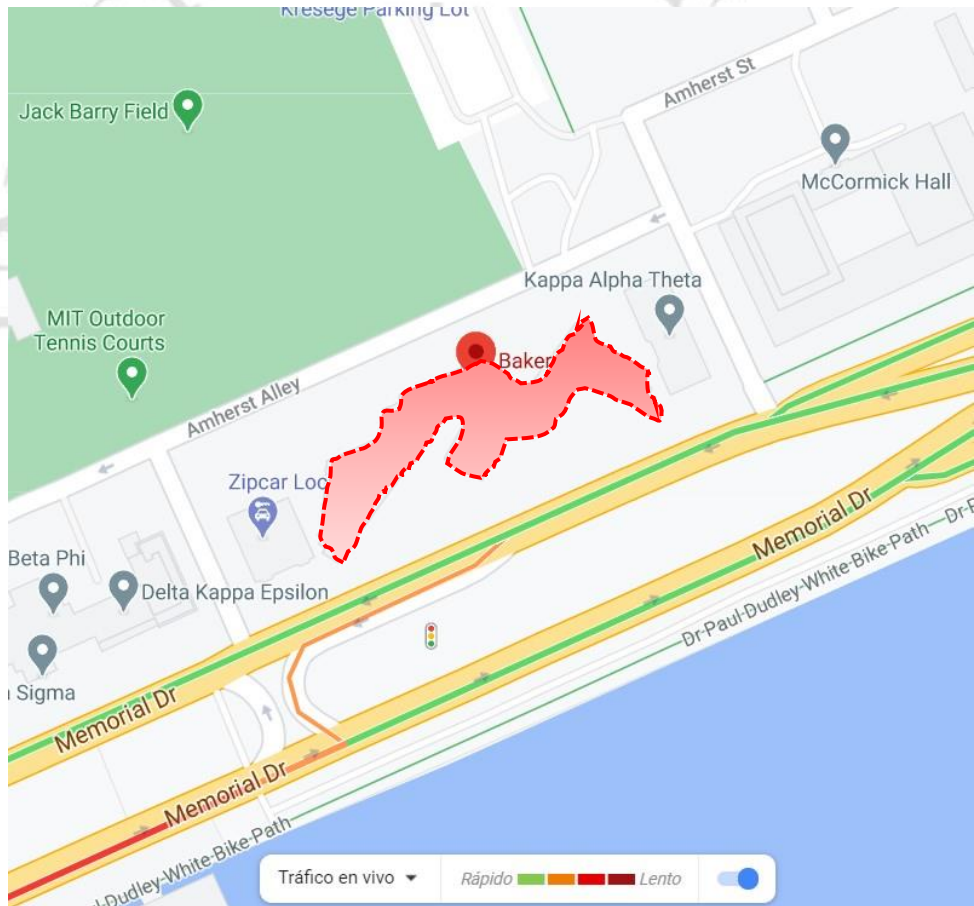 Kresege Parking Lot
Amherst St
Jack Barry Field
McCormick Hall
Kappa Alpha Theta
MIT Outdoor
Tennis Courts
Baker
Amherst Alley
Zipcar Loc
Beta Phi
Delta Kappa Epsilon
Sigma
Memorial Dr
Dr-Paul-Dudley-White-Bike-Path
Memorial Dr
Memorial Dr
Dudley-White-Bike-Path
Tráfico en vivo
Rápido
Lento